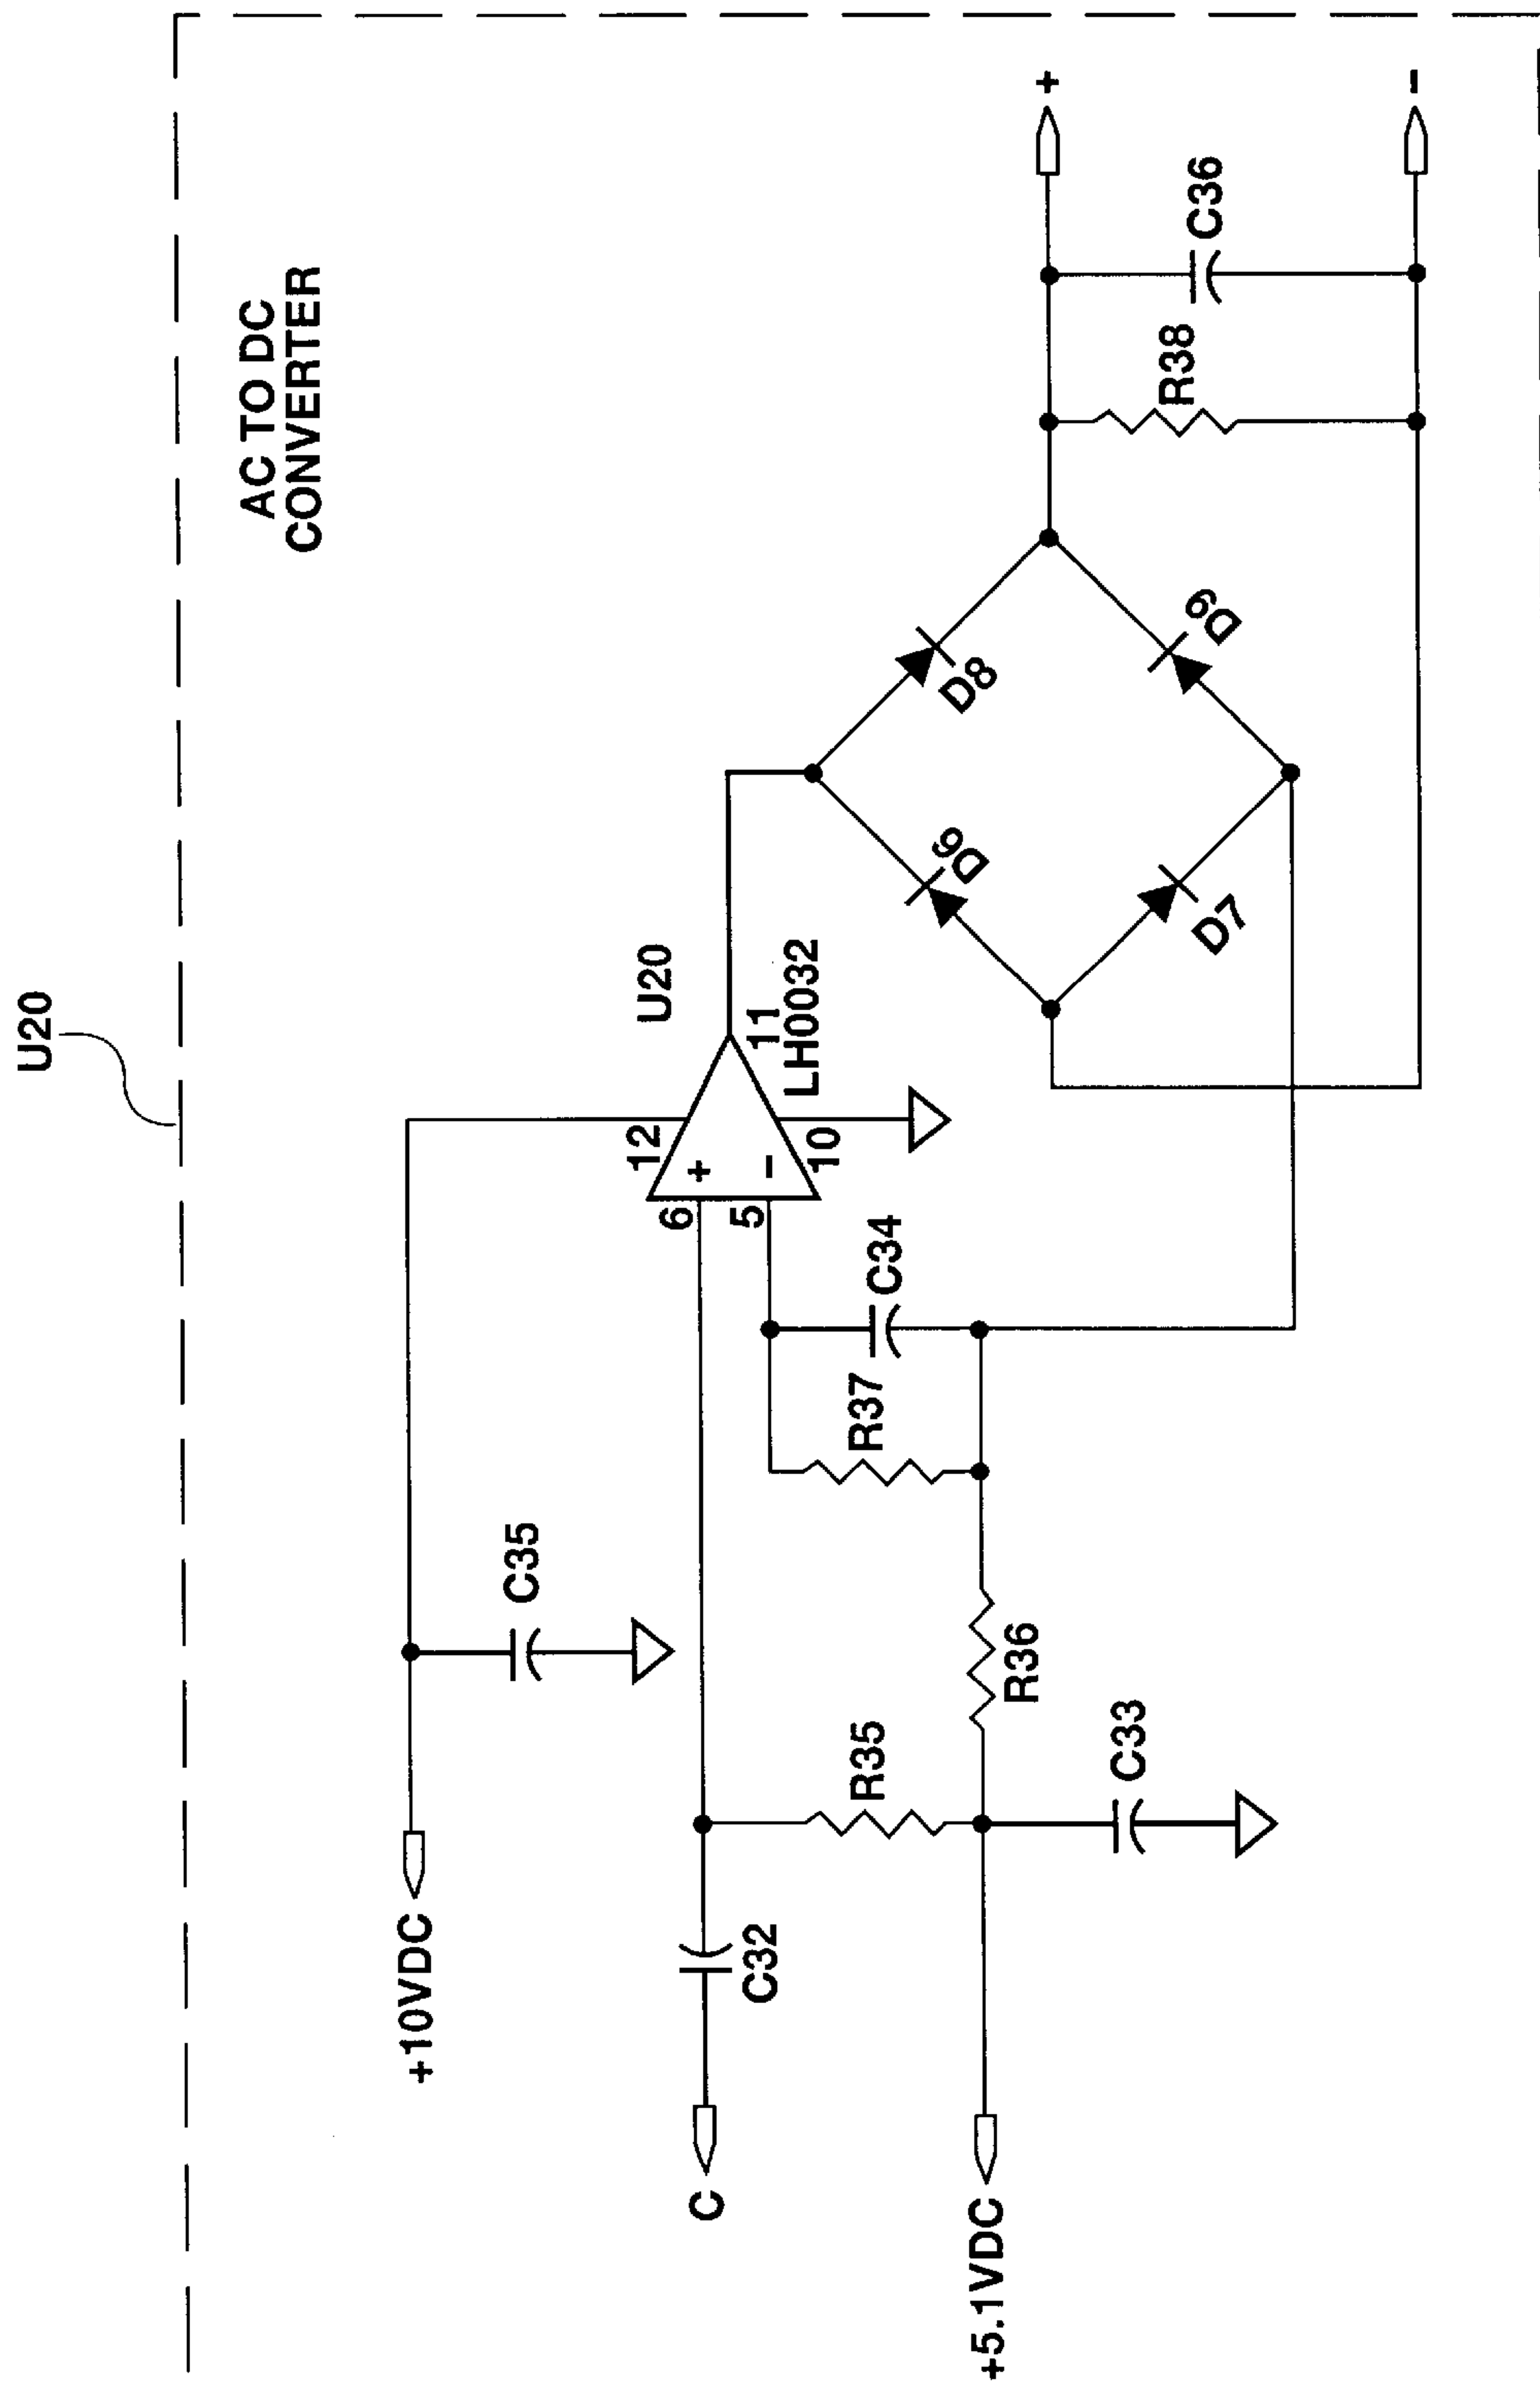 U20
AC TO DC
CONVERTER
+10VDC
C35
12
U20
C
C32
6
+
5
−
11
LH0032
10
R35
R37
C34
+5.1VDC
R36
C33
D6
D8
D7
D9
R38
C36
+
-